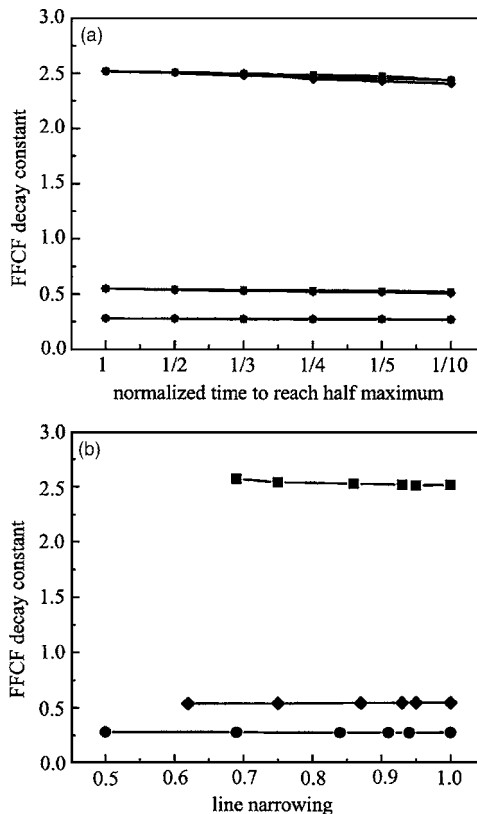 (a)
FFCF decay constant
3.0
2.5
2.0
1.5
1.0
0.5
0.0
1 1/2 1/3 1/4 1/5 1/10
normalized time to reach half maximum
(b)
FFCF decay constant
3.0
2.5
2.0
1.5
1.0
0.5
0.0
0.5 0.6 0.7 0.8 0.9 1.0
line narrowing